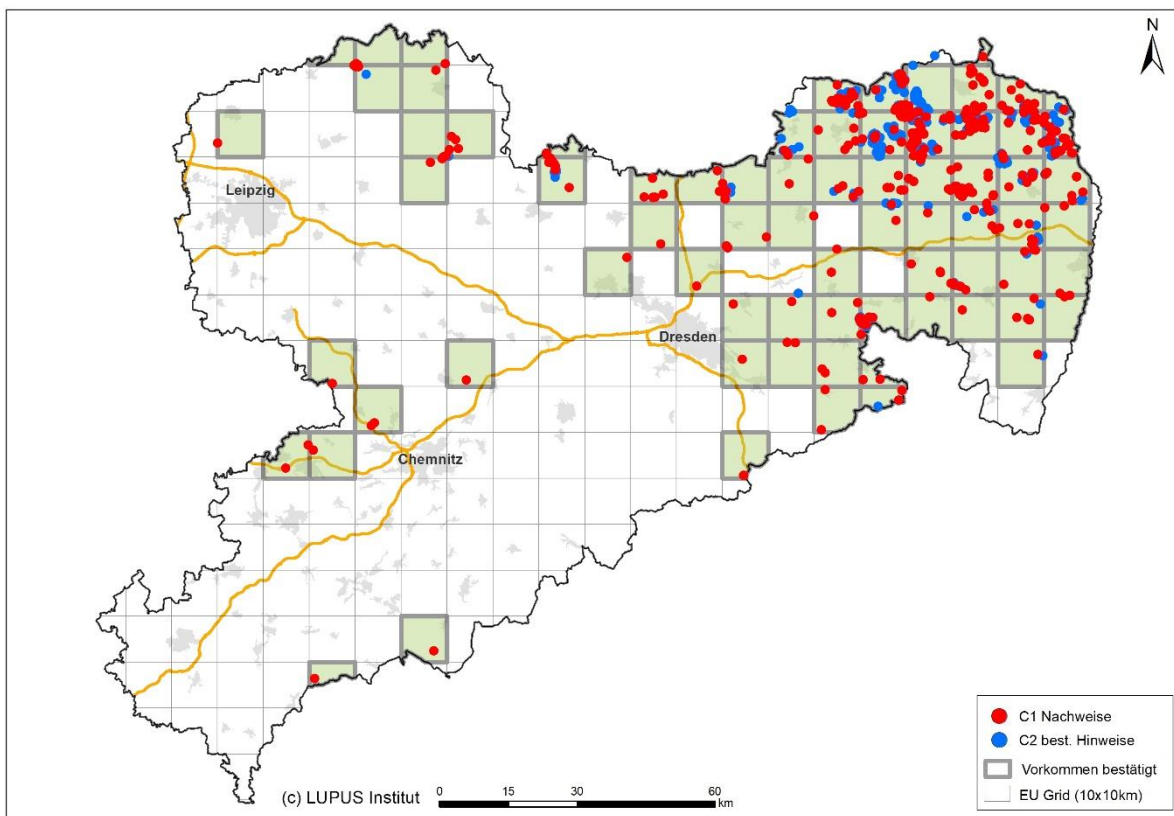 N
Leipzig
Dresden
Chemnitz
C1 Nachweise
C2 best. Hinweise
Vorkommen bestätigt
EU Grid (10x10km)
(c) LUPUS Institut
0 15 30 60
km